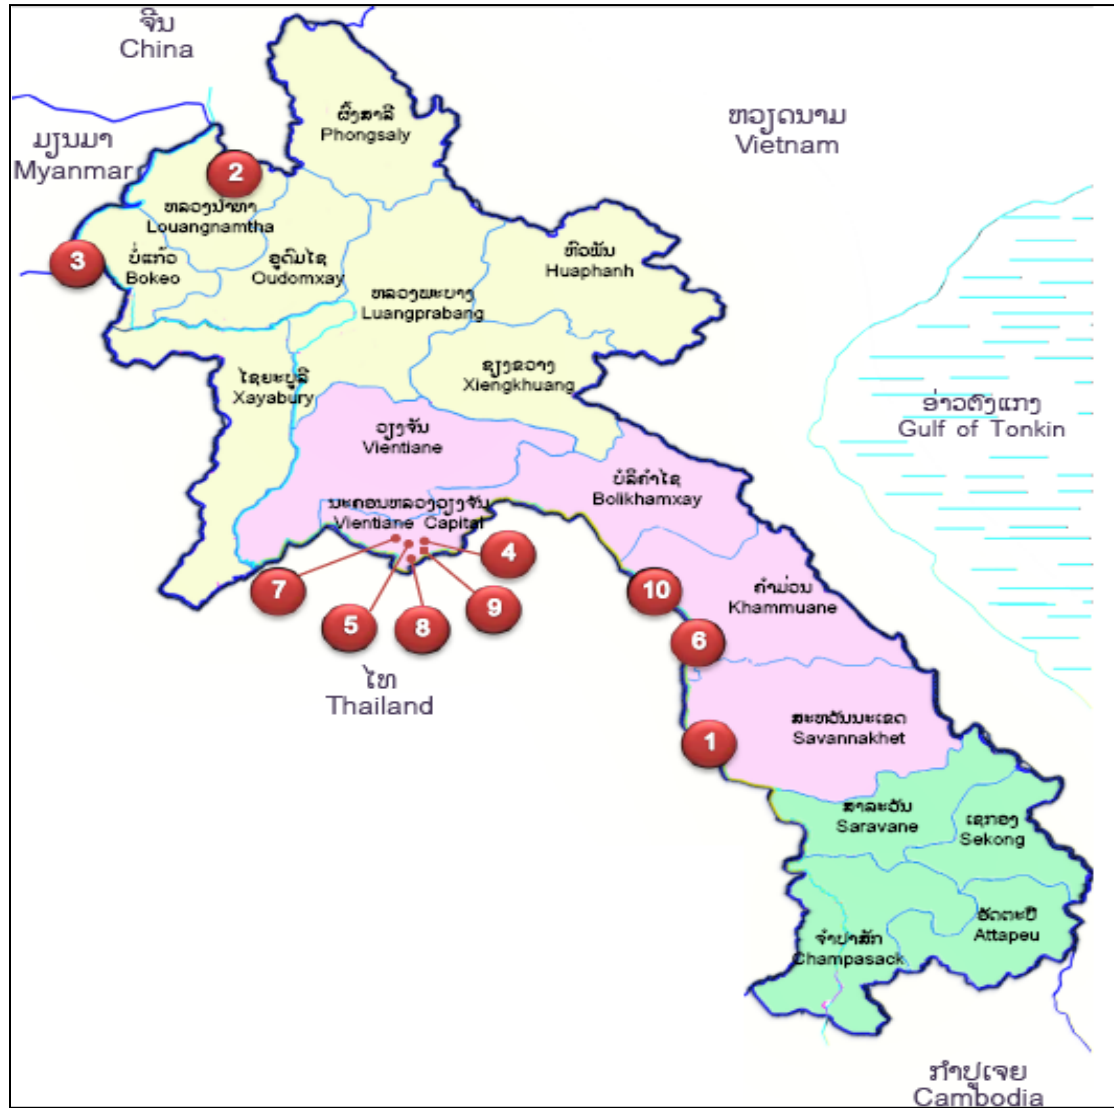 ຈີນ
China
ມຽນມາ
Myanmar
ຫວຽດນາມ
Vietnam
ຜົ້ງສາລີ
Phongsaly
2
ຫລວງນ້ຳທາ
Louangnamtha
3
ບໍ່ແກ້ວ
Bokeo
ອູດົມໄຊ
Oudomxay
ຫົວພັນ
Huaphanh
ຫລວງພະບາງ
Luangprabang
ໄຊຍະບູລີ
Xayabury
ຊຽງຂວາງ
Xiengkhuang
ອ່າວຕົງແກງ
Gulf of Tonkin
ວຽງຈັນ
Vientiane
ບໍລິຄຳໄຊ
Bolikhamxay
ນະຄອນຫລວງວຽງຈັນ
Vientiane Capital
4
7
5
8
9
10
ຄຳມ່ວນ
Khammuane
6
ໄທ
Thailand
ສະຫວັນນະເຂດ
Savannakhet
1
ສາລະວັນ
Saravane
ເຊກອງ
Sekong
ອັດຕະປື
Attapeu
ຈຳປາສັກ
Champasack
ກຳປູເຈຍ
Cambodia